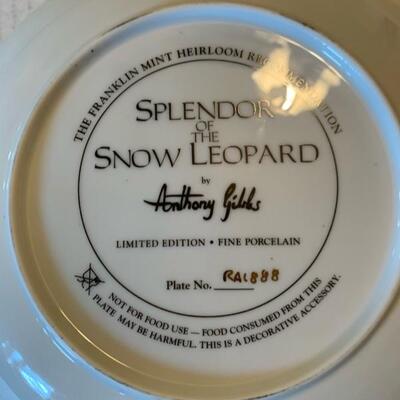 THE FRANKLIN MINT HEIRLOOM RECOMMENDATION
SPLENDOR
OF
THE
SNOW LEOPARD
by
Anthony Gibbs
LIMITED EDITION • FINE PORCELAIN
Plate No. RA1888
NOT FOR FOOD USE — FOOD CONSUMED FROM THIS
PLATE MAY BE HARMFUL. THIS IS A DECORATIVE ACCESSORY.